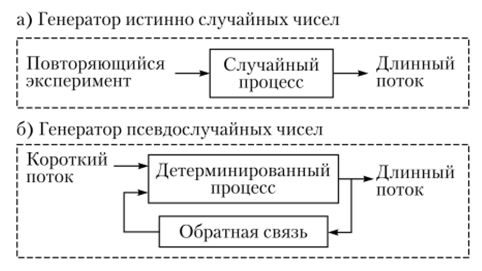 а) Генератор истинно случайных чисел
Повторяющийся
эксперимент
Случайный
процесс
Длинный
поток
б) Генератор псевдослучайных чисел
Короткий
поток
Детерминированный
процесс
Длинный
поток
Обратная связь